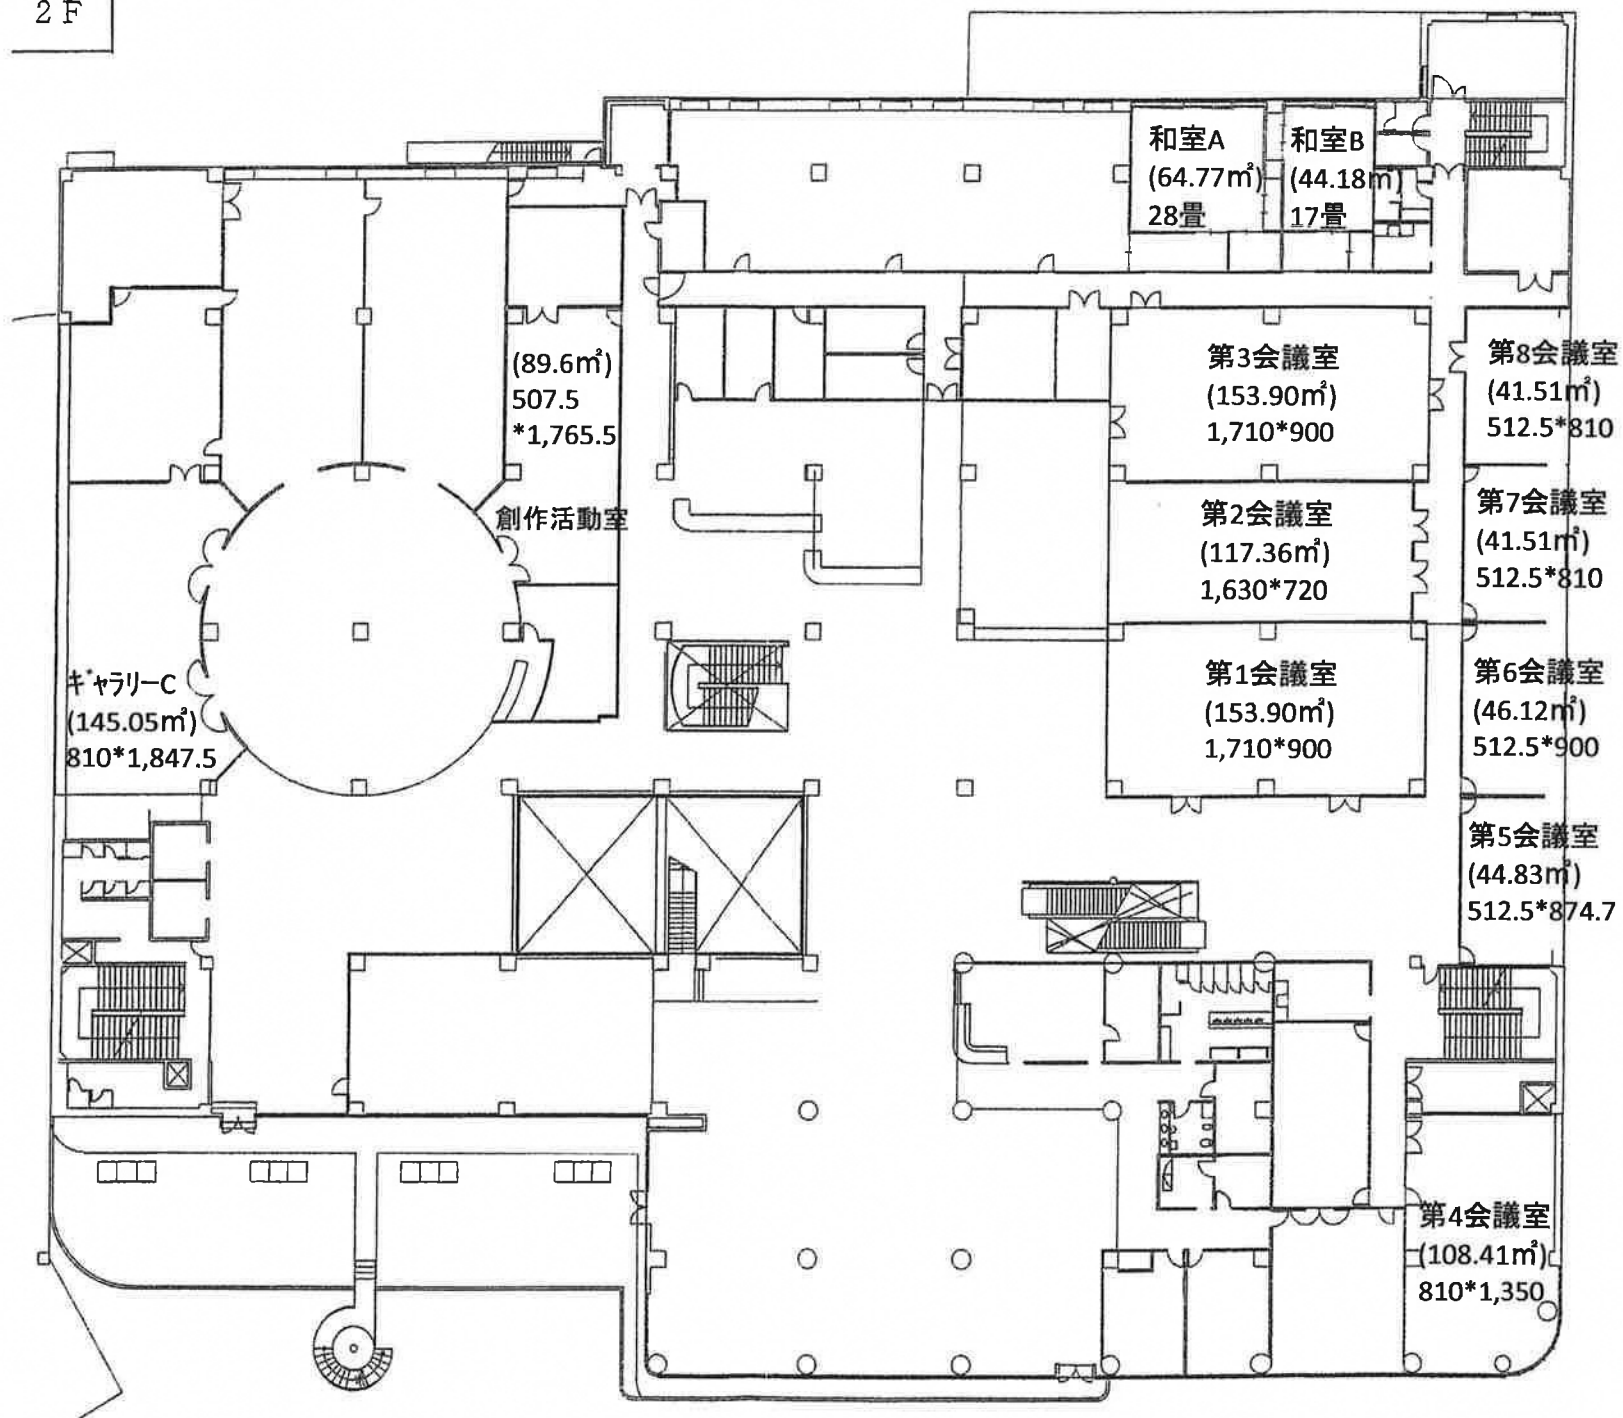 2F
和室A
(64.77㎡)
28畳
和室B
(44.18㎡)
17畳
(89.6㎡)
507.5
*1,765.5
創作活動室
第3会議室
(153.90㎡)
1,710*900
第8会議室
(41.51㎡)
512.5*810
第2会議室
(117.36㎡)
1,630*720
第7会議室
(41.51㎡)
512.5*810
ギャラリーC
(145.05㎡)
810*1,847.5
第1会議室
(153.90㎡)
1,710*900
第6会議室
(46.12㎡)
512.5*900
第5会議室
(44.83㎡)
512.5*874.7
第4会議室
(108.41㎡)
810*1,350